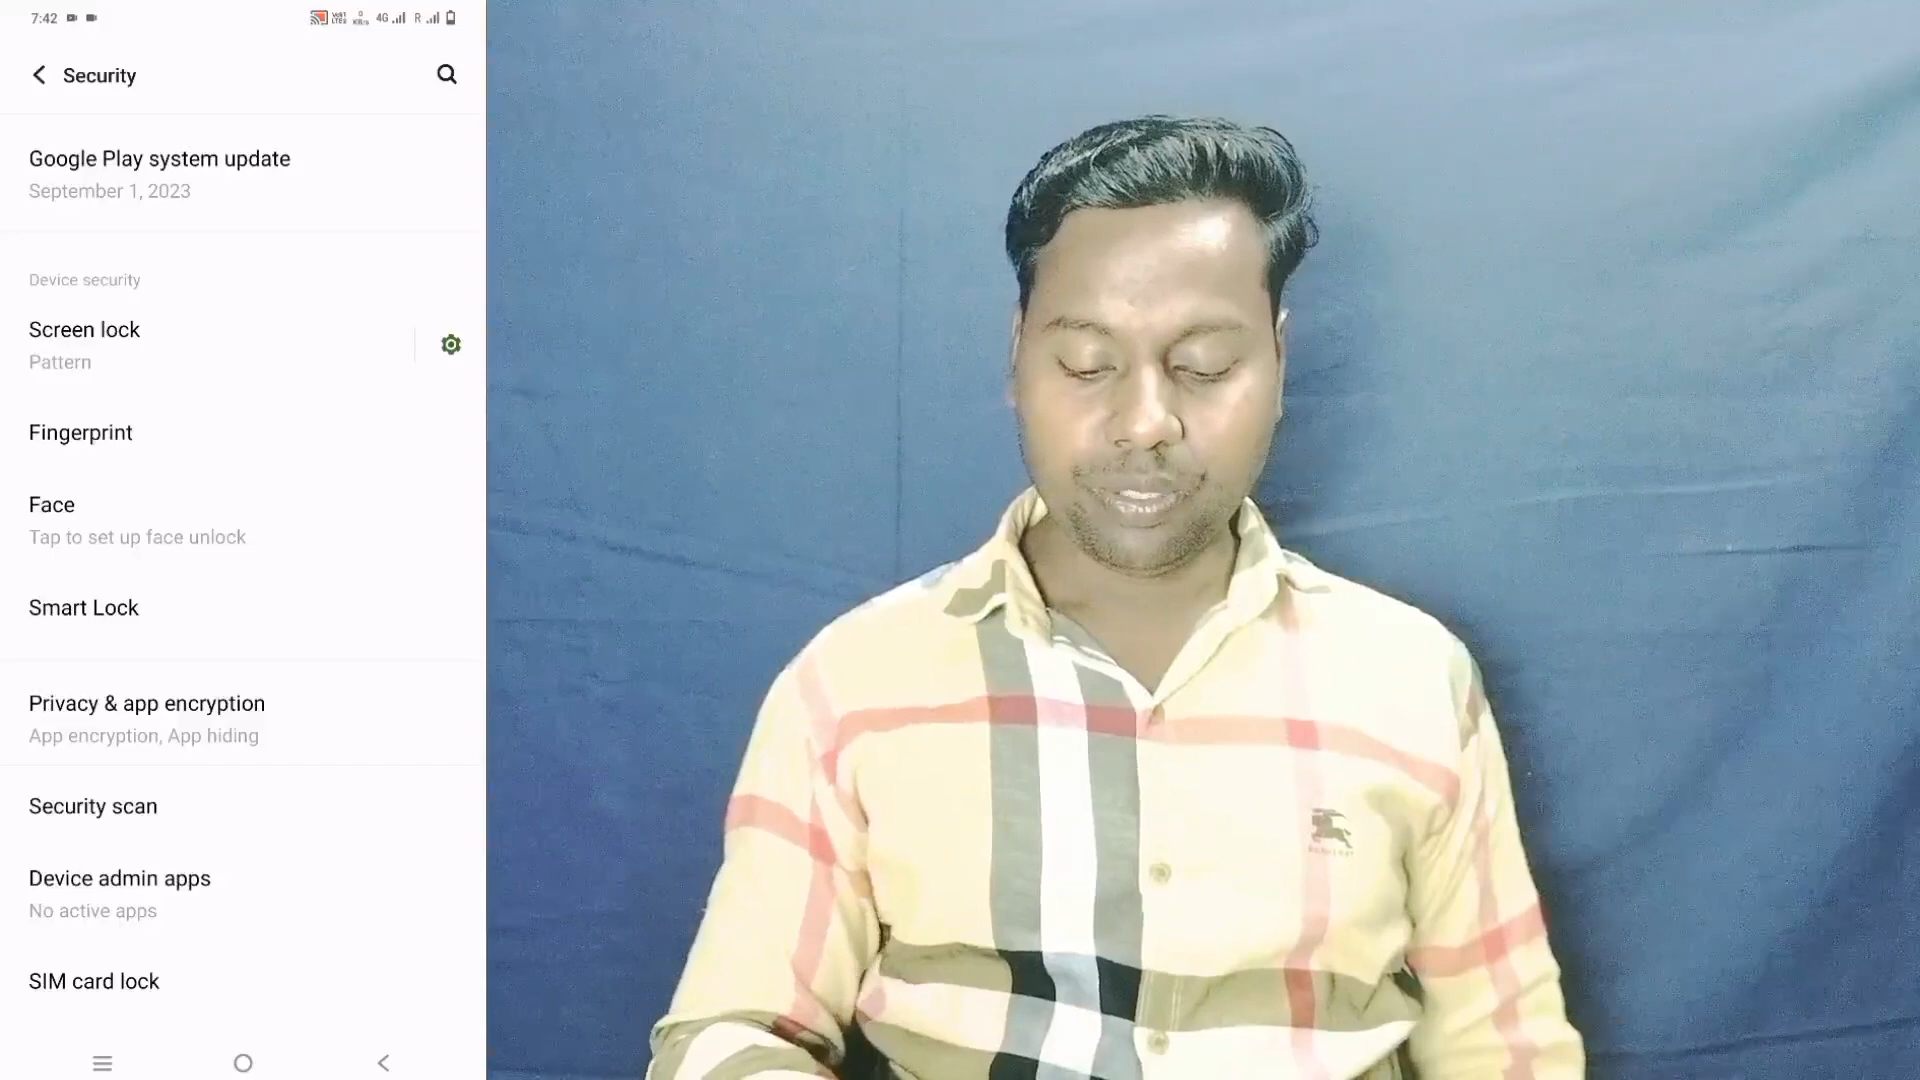 7:42
4G R
Security
Google Play system update
September 1, 2023
Device security
Screen lock
Pattern
Fingerprint
Face
Tap to set up face unlock
Smart Lock
Privacy & app encryption
App encryption, App hiding
Security scan
Device admin apps
No active apps
SIM card lock